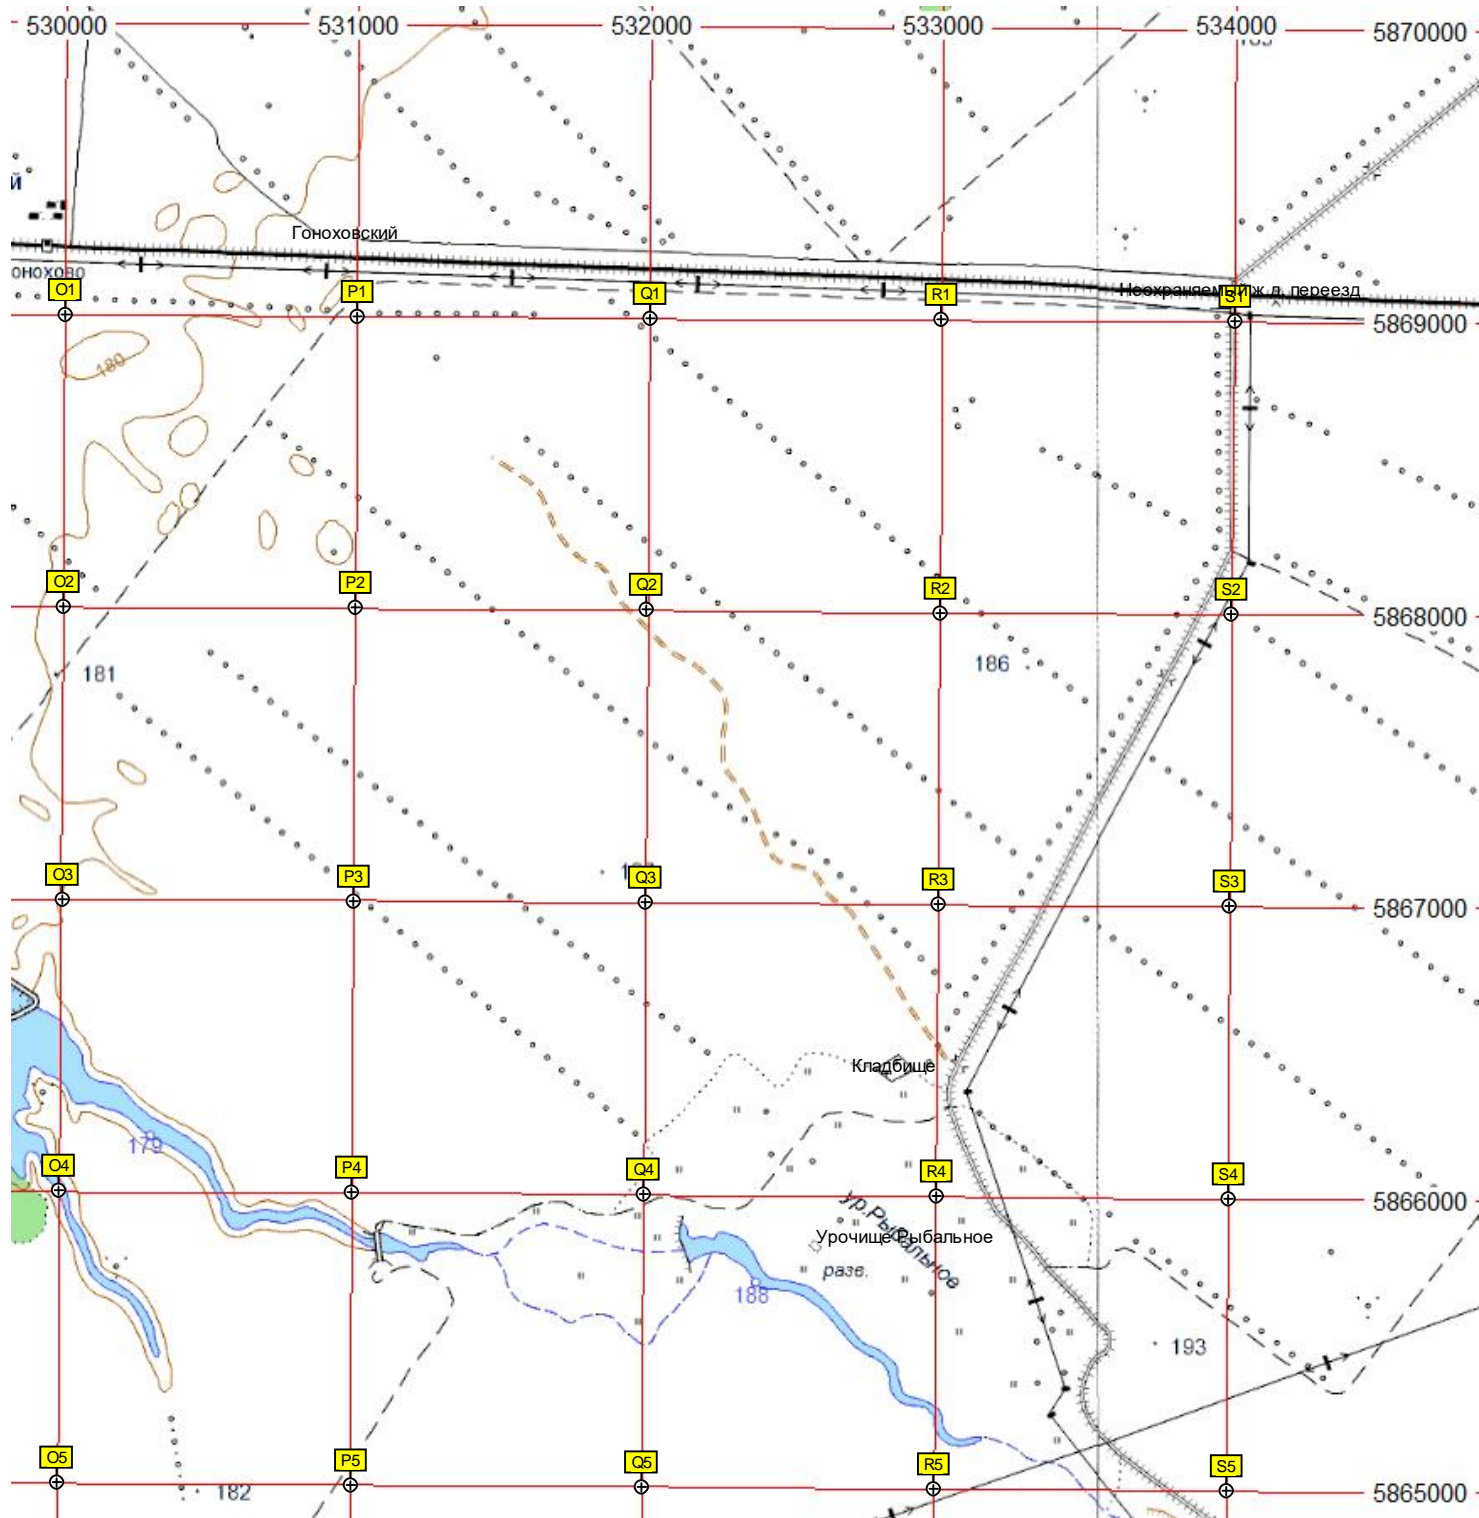 530000 531000 532000 533000 534000
5870000
й
Гоноховский
онохово
Неохраняемый ж.д. переезд
O1 P1 Q1 R1 S1
5869000
180
O2 P2 Q2 R2 S2
5868000
181
186
O3 P3 Q3 R3 S3
5867000
Кладбище
179
O4 P4 Q4 R4 S4
5866000
ур.Рыбальное
Урочище Рыбальное
разв.
188
193
O5 P5 Q5 R5 S5
182
5865000